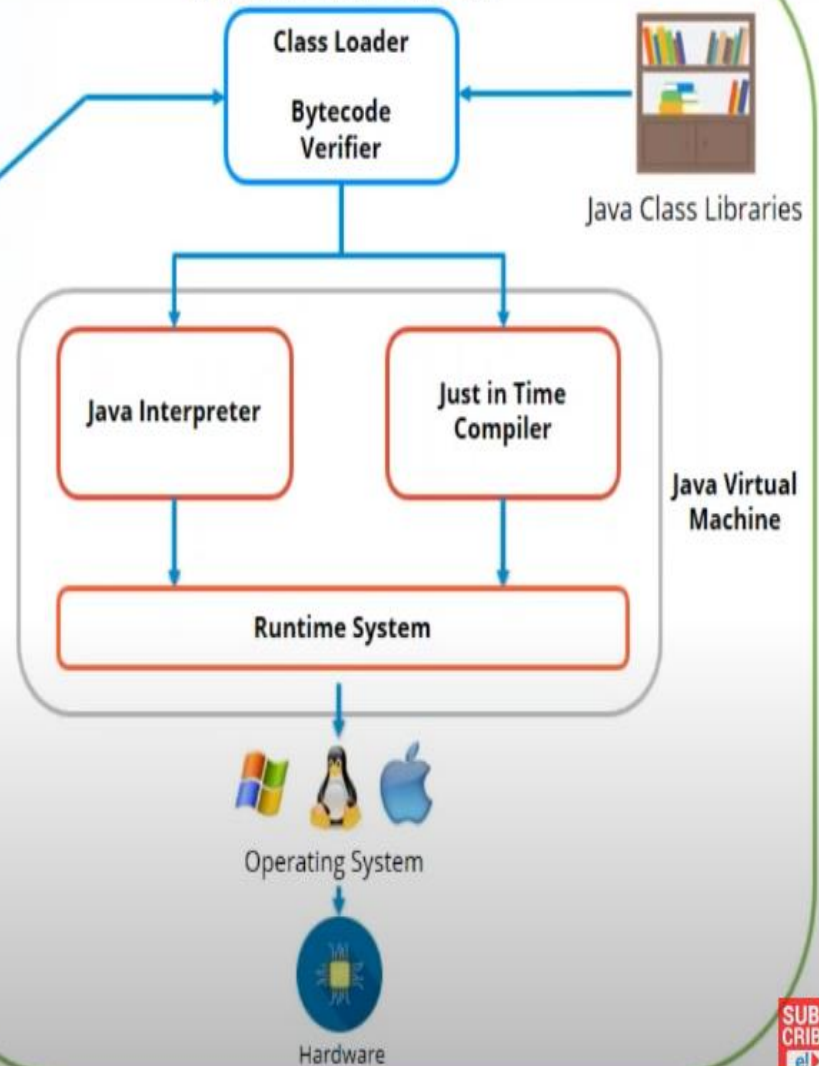 Class Loader
Bytecode
Verifier
Java Class Libraries
Java Interpreter
Just in Time
Compiler
Java Virtual
Machine
Runtime System
Operating System
Hardware
SUB
CRIB